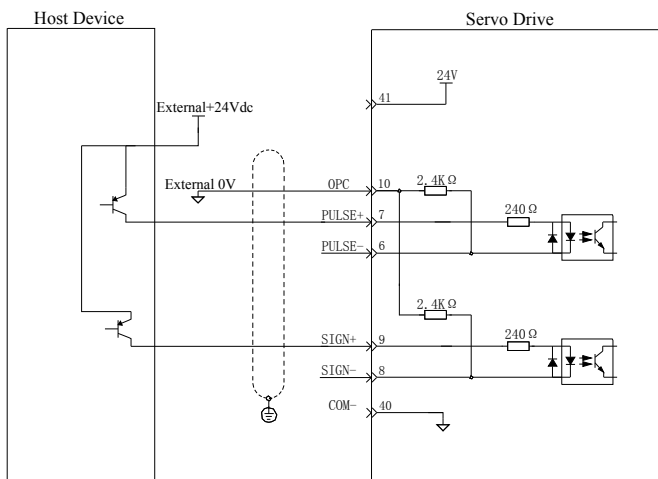 Host Device
Servo Drive
24V
41
External+24Vdc
External 0V
OPC
10
2.4KΩ
PULSE+
7
240Ω
PULSE-
6
2.4KΩ
SIGN+
9
240Ω
SIGN-
8
COM-
40